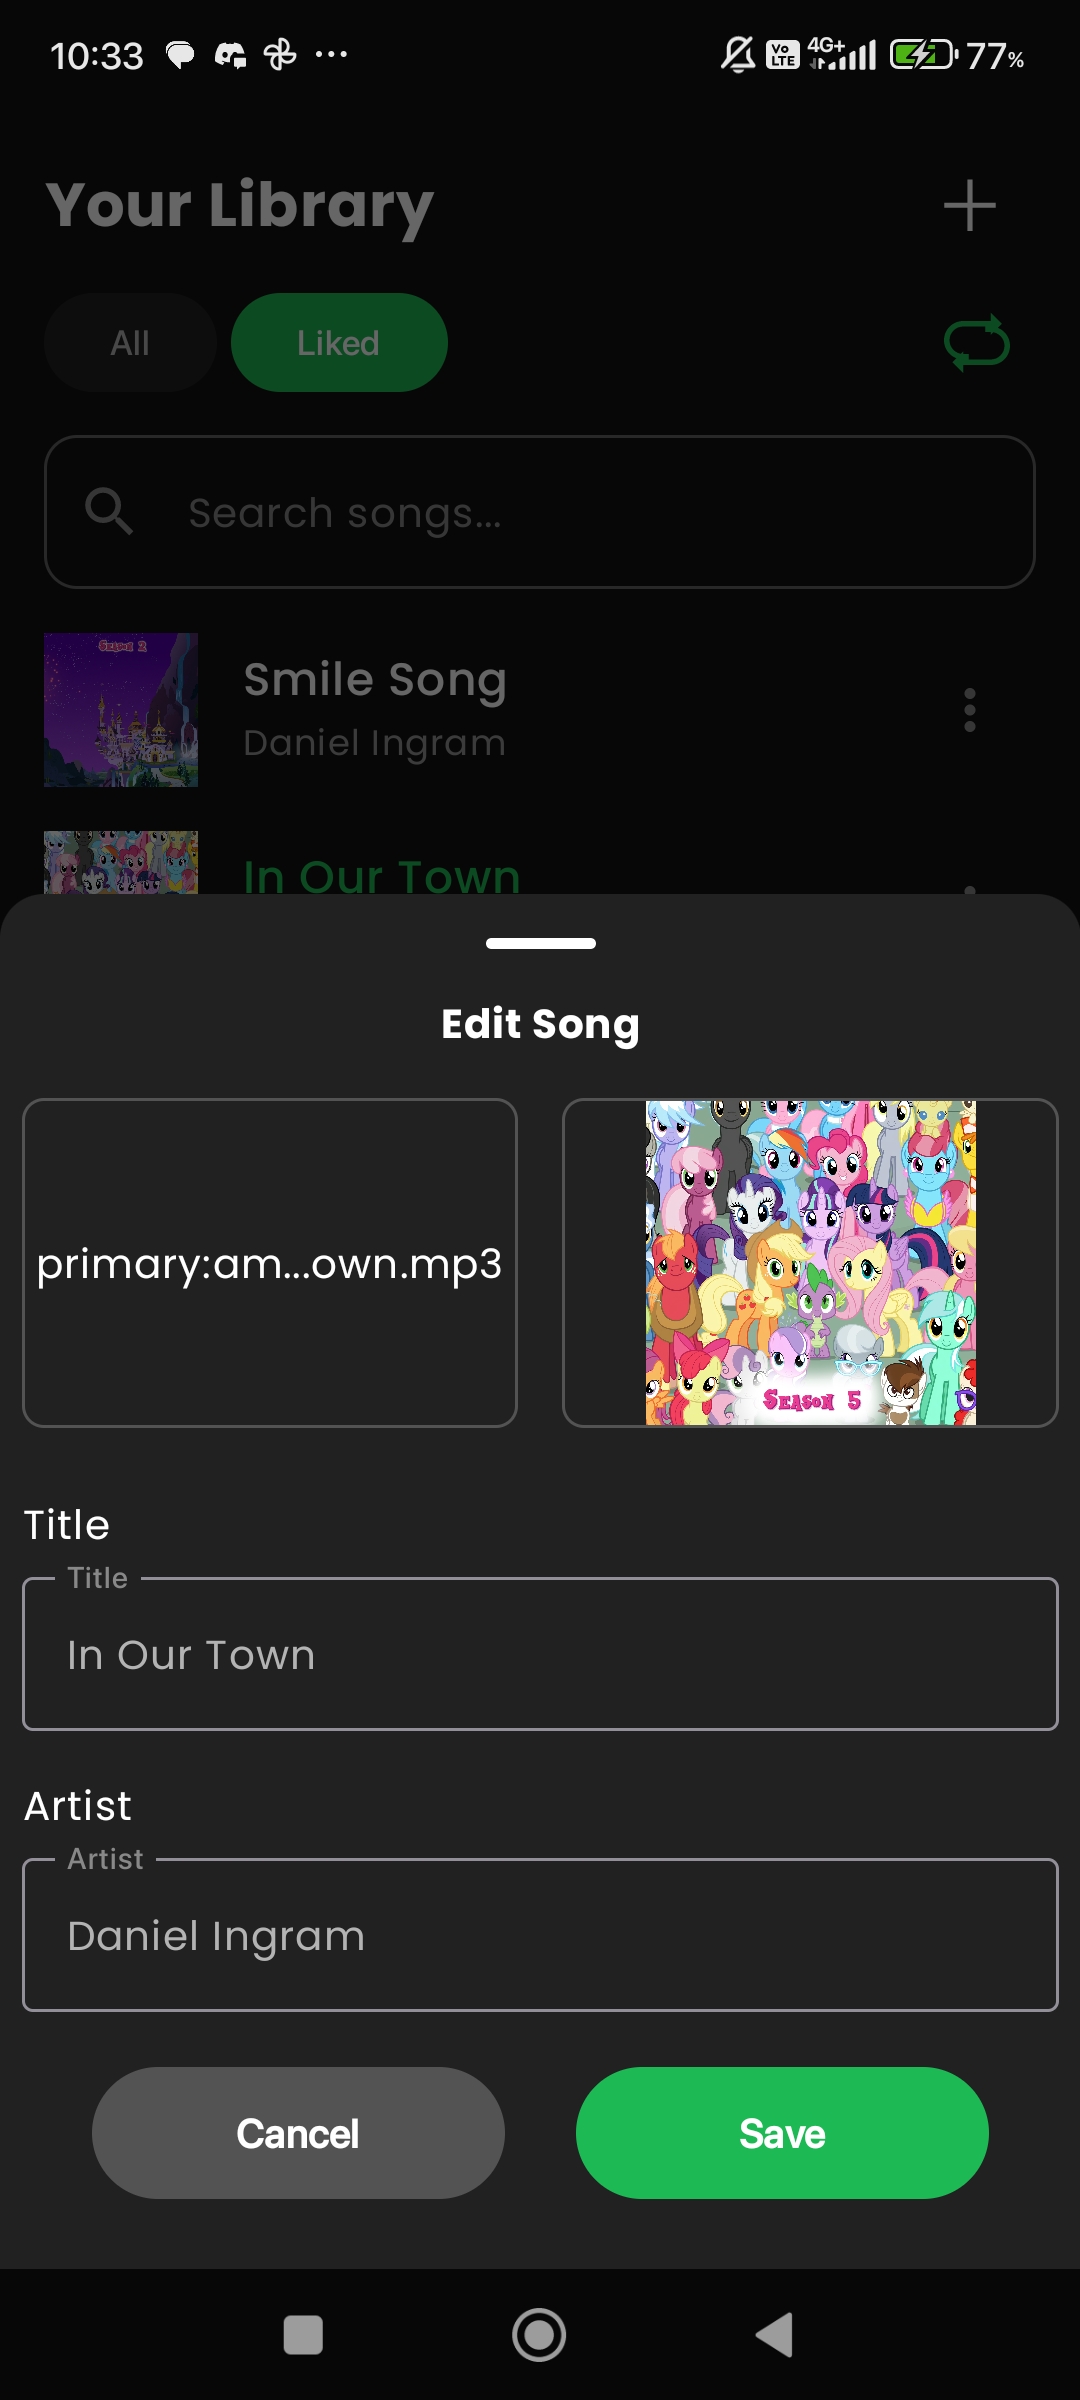 10:33
Vo LTE 4G+ 77%
Your Library
All Liked
Search songs...
Season 2
Smile Song
Daniel Ingram
In Our Town
Edit Song
primary:am...own.mp3
Season 5
Title
Title
In Our Town
Artist
Artist
Daniel Ingram
Cancel Save